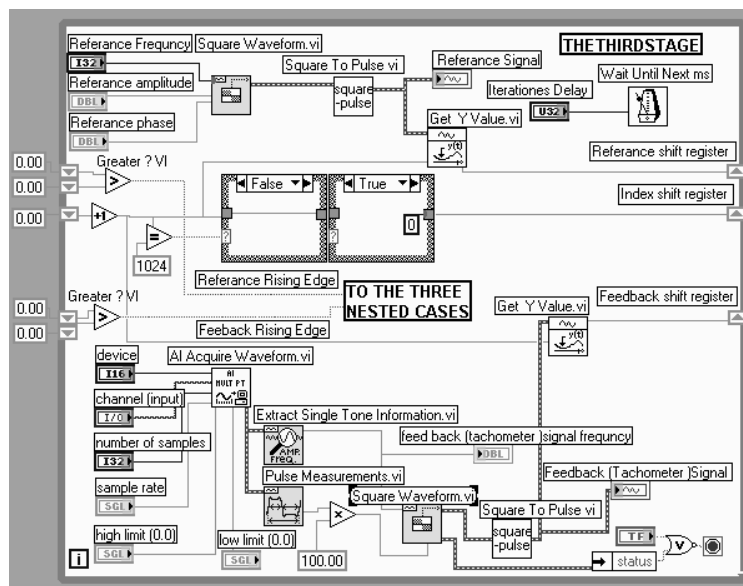 Referance Frequncy
Square Waveform.vi
THETHIRDSTAGE
I32
Square To Pulse vi
Referance Signal
Wait Until Next ms
Referance amplitude
DBL
square
-pulse
Iterationes Delay
U32
Referance phase
DBL
Get Y Value.vi
y(t)
Referance shift register
0.00
Greater ? VI
>
0.00
False
True
Index shift register
0.00
+1
?
?
0
=
1024
Referance Rising Edge
TO THE THREE
NESTED CASES
Greater ? VI
Get Y Value.vi
Feedback shift register
0.00
>
0.00
Feeback Rising Edge
y(t)
device
AI Acquire Waveform.vi
I16
AI
MULT PT
channel (input)
I/0
Extract Single Tone Information.vi
number of samples
I32
AMP.
FREQ.
feed back (tachometer )signal frequncy
DBL
Pulse Measurements.vi
Feedback (Tachometer )Signal
sample rate
SGL
Square Waveform.vi
Square To Pulse vi
x
square
-pulse
high limit (0.0)
SGL
low limit (0.0)
SGL
100.00
TF
V
status
i